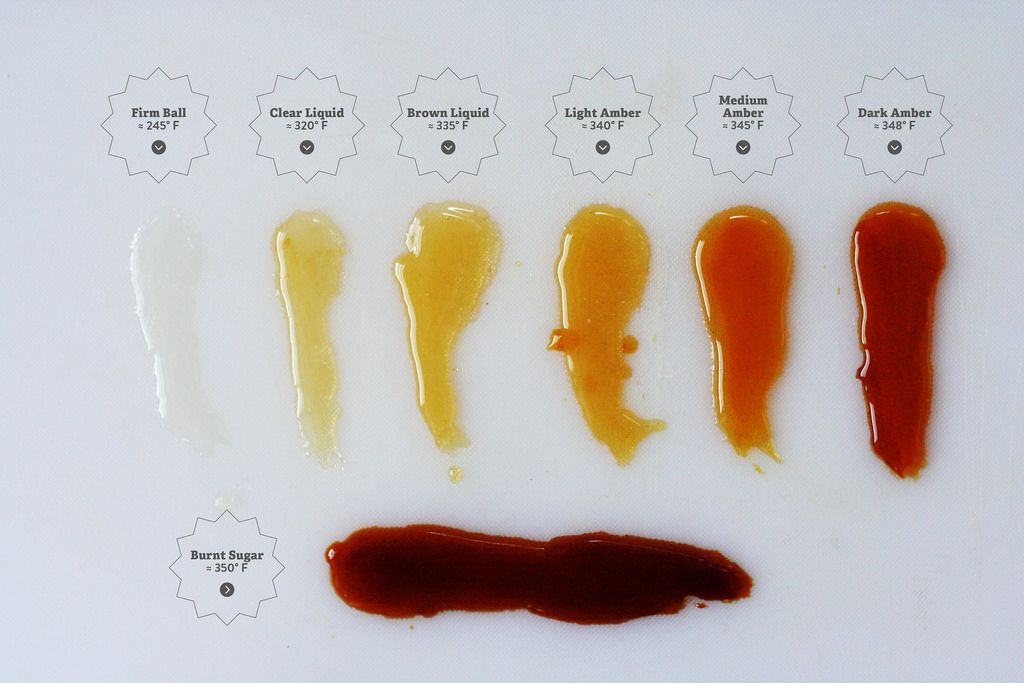 Firm Ball
≈ 245° F
Clear Liquid
≈ 320° F
Brown Liquid
≈ 335° F
Light Amber
≈ 340° F
Medium
Amber
≈ 345° F
Dark Amber
≈ 348° F
Burnt Sugar
≈ 350° F